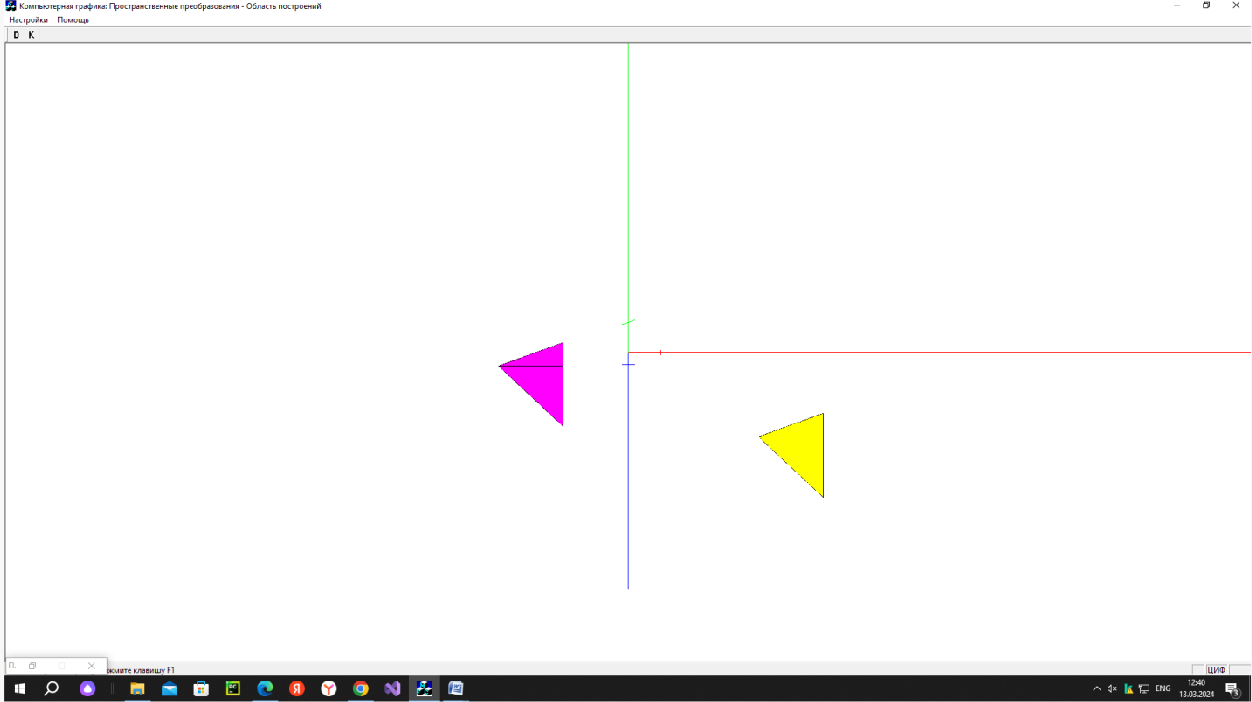 Компьютерная графика: Пространственные преобразования - Область построений
Настройки Помощь
D K
П.
жмите клавишу F1
ЦИФ
ENG
12:40
13.03.2024